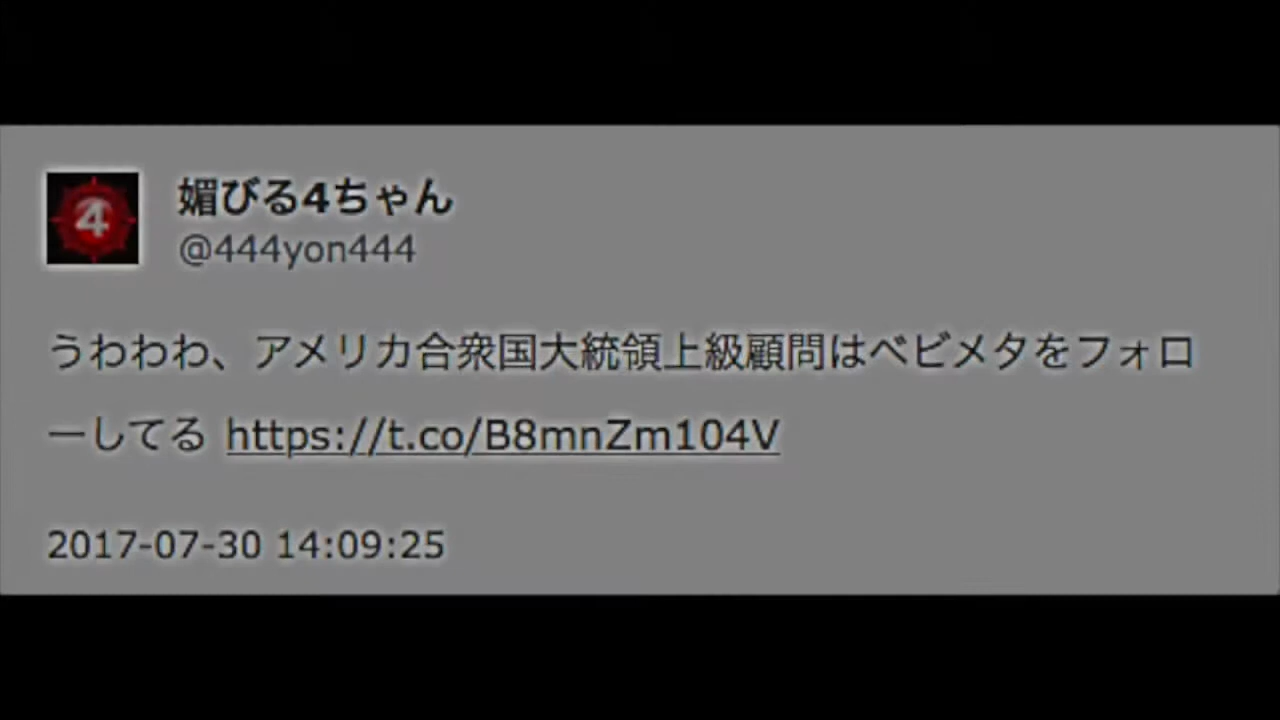 4
媚びる4ちゃん
@444yon444
うわわわ、アメリカ合衆国大統領上級顧問はベビメタをフォロ
ーしてる https://t.co/B8mnZm104V
2017-07-30 14:09:25